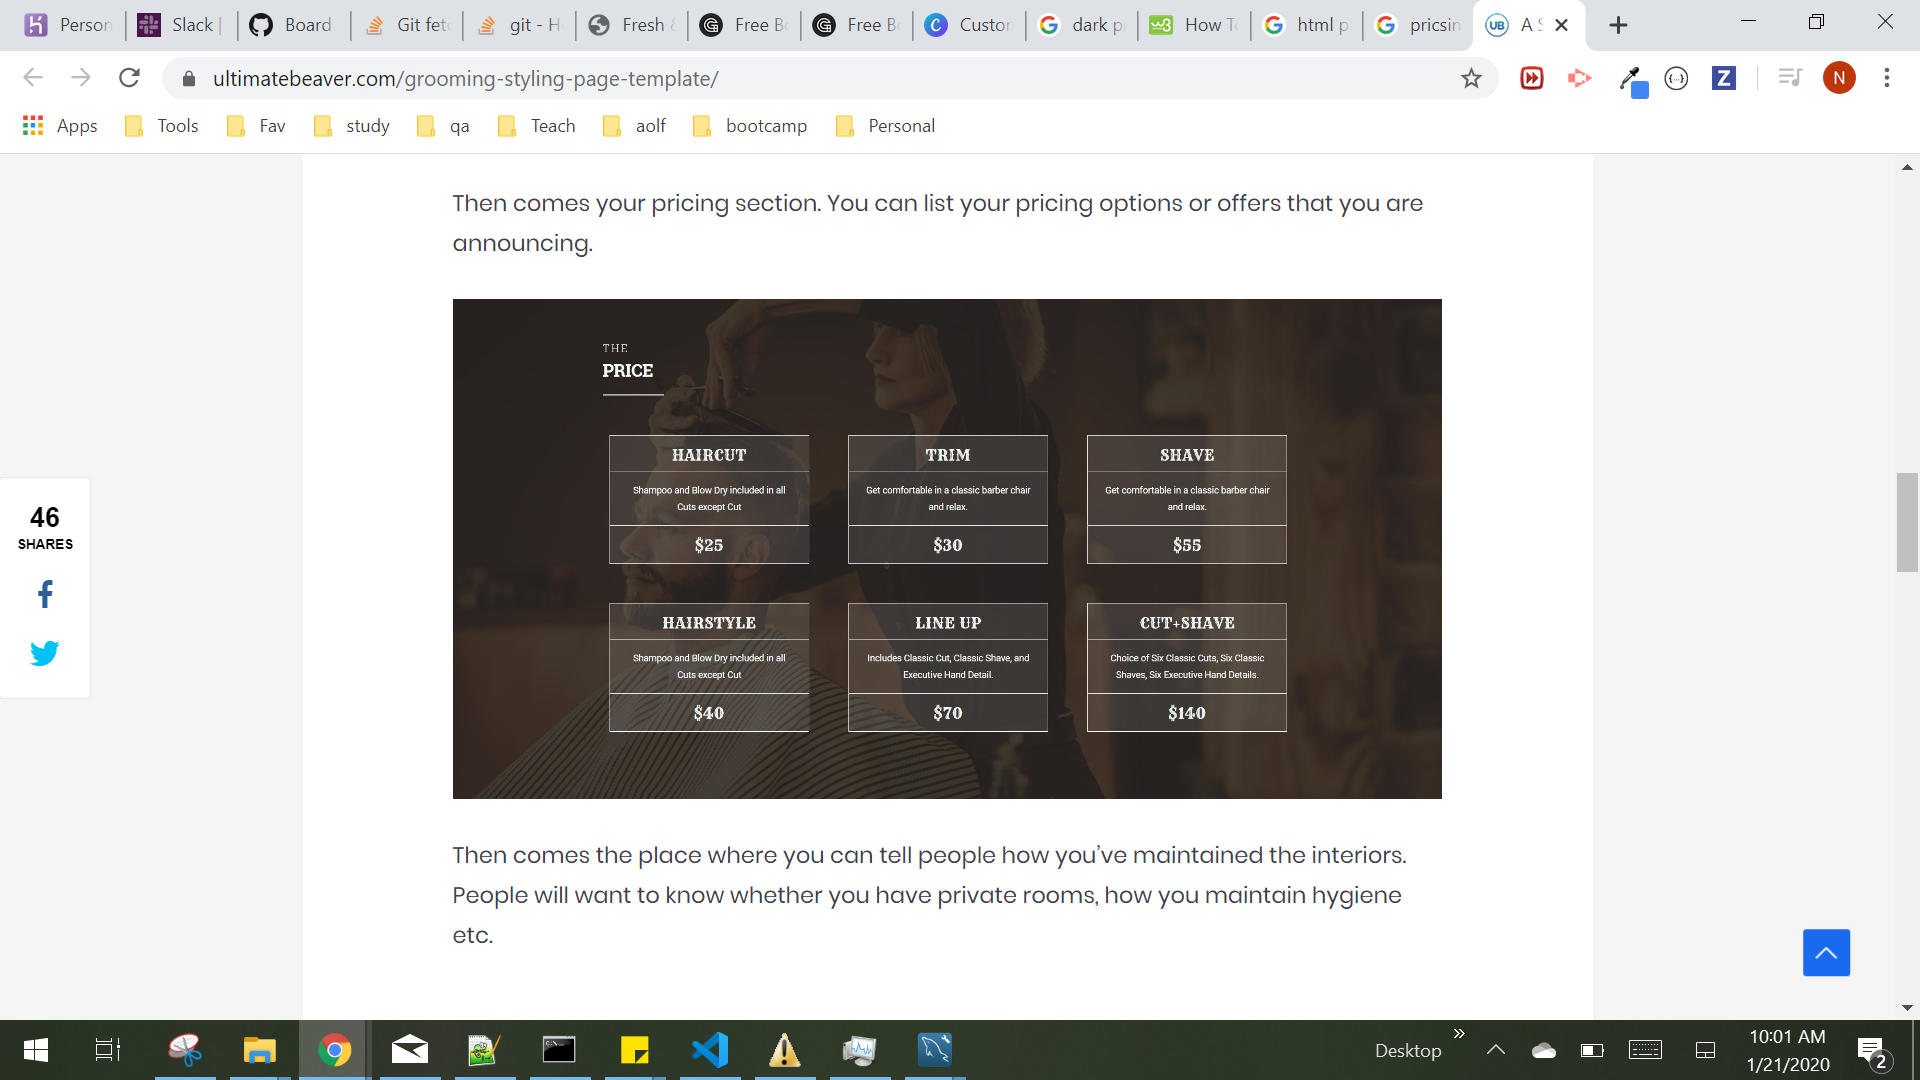 Person
Slack
Board
Git fet
git - H
Fresh &
Free B
Free B
Custor
dark p
How T
html p
pricsin
A S
ultimatebeaver.com/grooming-styling-page-template/
N
Apps
Tools
Fav
study
qa
Teach
aolf
bootcamp
Personal
Then comes your pricing section. You can list your pricing options or offers that you are
announcing.
THE
PRICE
HAIRCUT
Shampoo and Blow Dry included in all
Cuts except Cut
$25
TRIM
Get comfortable in a classic barber chair
and relax.
$30
SHAVE
Get comfortable in a classic barber chair
and relax.
$55
HAIRSTYLE
Shampoo and Blow Dry included in all
Cuts except Cut
$40
LINE UP
Includes Classic Cut, Classic Shave, and
Executive Hand Detail.
$70
CUT+SHAVE
Choice of Six Classic Cuts, Six Classic
Shaves, Six Executive Hand Details.
$140
46
SHARES
Then comes the place where you can tell people how you’ve maintained the interiors.
People will want to know whether you have private rooms, how you maintain hygiene
etc.
Desktop
10:01 AM
1/21/2020
2